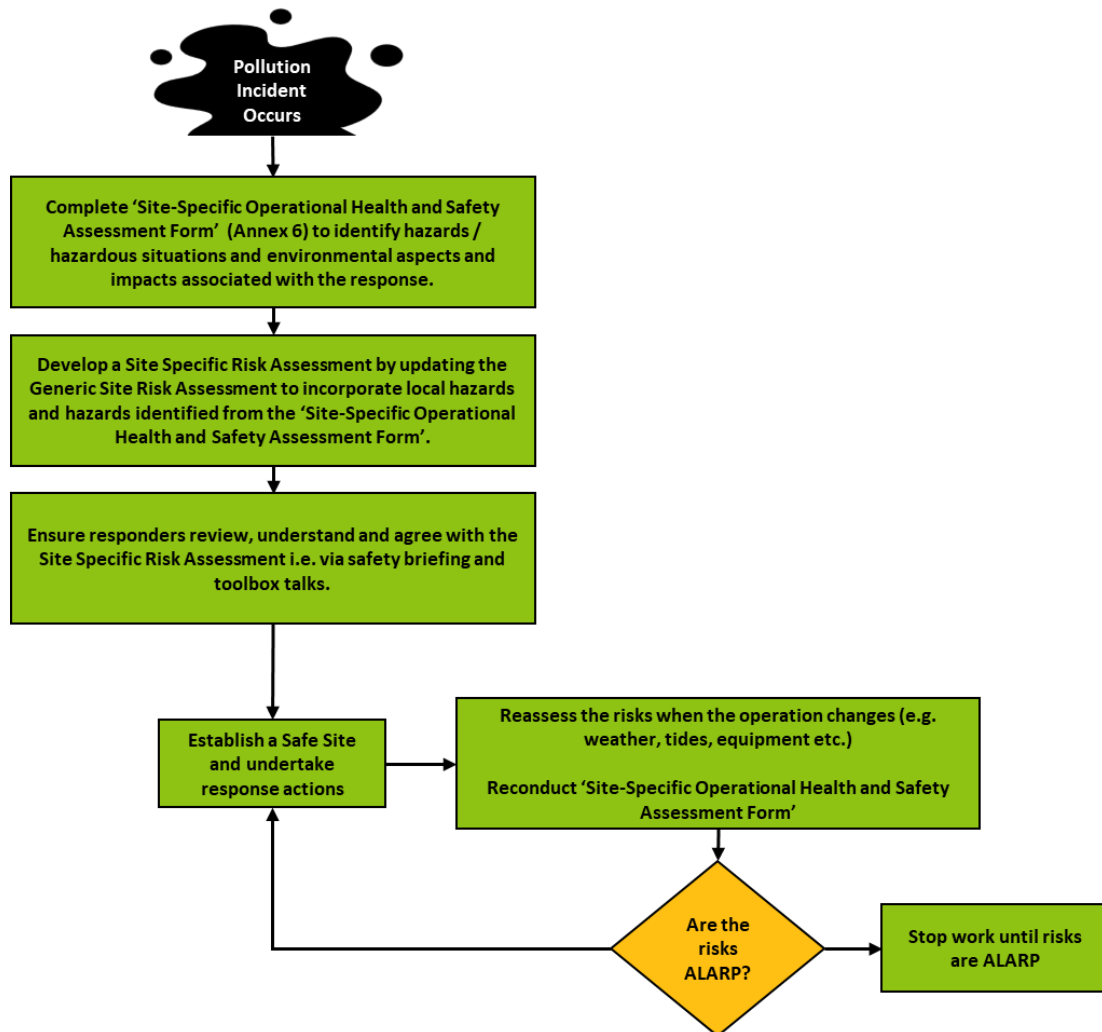 Pollution
Incident
Occurs
Complete ‘Site-Specific Operational Health and Safety
Assessment Form’ (Annex 6) to identify hazards /
hazardous situations and environmental aspects and
impacts associated with the response.
Develop a Site Specific Risk Assessment by updating the
Generic Site Risk Assessment to incorporate local hazards
and hazards identified from the ‘Site-Specific Operational
Health and Safety Assessment Form’.
Ensure responders review, understand and agree with the
Site Specific Risk Assessment i.e. via safety briefing and
toolbox talks.
Establish a Safe Site
and undertake
response actions
Reassess the risks when the operation changes (e.g.
weather, tides, equipment etc.)
Reconduct ‘Site-Specific Operational Health and Safety
Assessment Form’
Are the
risks
ALARP?
Stop work until risks
are ALARP